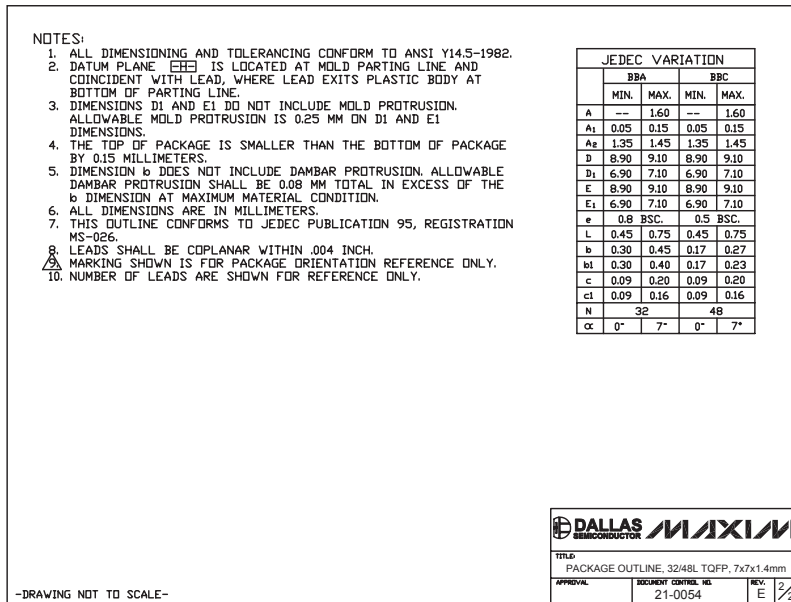 NOTES:
1. ALL DIMENSIONING AND TOLERANCING CONFORM TO ANSI Y14.5-1982.
2. DATUM PLANE -H- IS LOCATED AT MOLD PARTING LINE AND
COINCIDENT WITH LEAD, WHERE LEAD EXITS PLASTIC BODY AT
BOTTOM OF PARTING LINE.
3. DIMENSIONS D1 AND E1 DO NOT INCLUDE MOLD PROTRUSION.
ALLOWABLE MOLD PROTRUSION IS 0.25 MM ON D1 AND E1
DIMENSIONS.
4. THE TOP OF PACKAGE IS SMALLER THAN THE BOTTOM OF PACKAGE
BY 0.15 MILLIMETERS.
5. DIMENSION b DOES NOT INCLUDE DAMBAR PROTRUSION. ALLOWABLE
DAMBAR PROTRUSION SHALL BE 0.08 MM TOTAL IN EXCESS OF THE
b DIMENSION AT MAXIMUM MATERIAL CONDITION.
6. ALL DIMENSIONS ARE IN MILLIMETERS.
7. THIS OUTLINE CONFORMS TO JEDEC PUBLICATION 95, REGISTRATION
MS-026.
8. LEADS SHALL BE COPLANAR WITHIN .004 INCH.
9. MARKING SHOWN IS FOR PACKAGE ORIENTATION REFERENCE ONLY.
10. NUMBER OF LEADS ARE SHOWN FOR REFERENCE ONLY.
JEDEC VARIATION
BBA BBC
MIN. MAX. MIN. MAX.
A -- 1.60 -- 1.60
A1 0.05 0.15 0.05 0.15
A2 1.35 1.45 1.35 1.45
D 8.90 9.10 8.90 9.10
D1 6.90 7.10 6.90 7.10
E 8.90 9.10 8.90 9.10
E1 6.90 7.10 6.90 7.10
e 0.8 BSC. 0.5 BSC.
L 0.45 0.75 0.45 0.75
b 0.30 0.45 0.17 0.27
b1 0.30 0.40 0.17 0.23
c 0.09 0.20 0.09 0.20
c1 0.09 0.16 0.09 0.16
N 32 48
α 0° 7° 0° 7°
DALLAS SEMICONDUCTOR MAXIM
TITLE:
PACKAGE OUTLINE, 32/48L TQFP, 7x7x1.4mm
APPROVAL DOCUMENT CONTROL NO. REV.
21-0054 E 2/2
-DRAWING NOT TO SCALE-